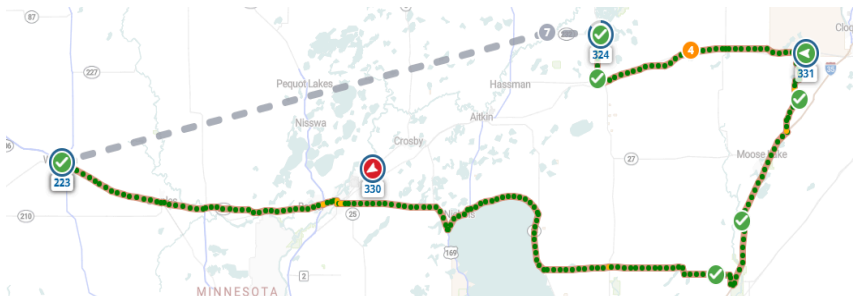 87
7
324
4
331
Cloq
227
Pequot Lakes
Hassman
Nisswa
Crosby
Aitkin
223
330
27
Moose Lake
210
25
169
2
MINNESOTA